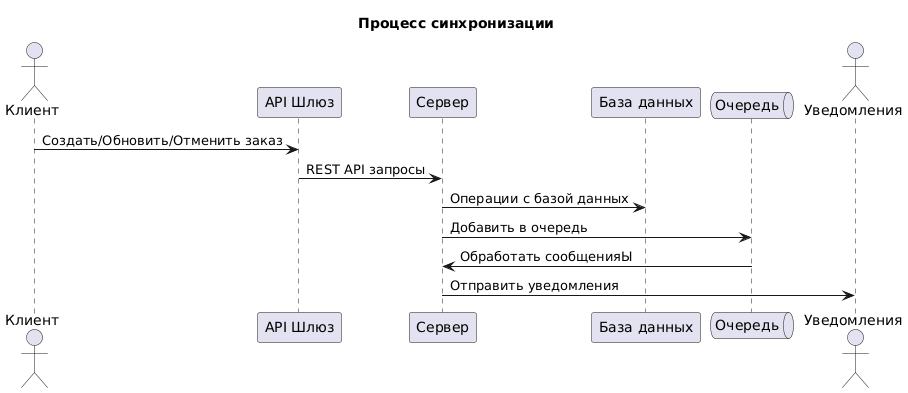 Процесс синхронизации
Клиент
API Шлюз
Сервер
База данных
Очередь
Уведомления
Создать/Обновить/Отменить заказ
REST API запросы
Операции с базой данных
Добавить в очередь
Обработать сообщенияЫ
Отправить уведомления
Клиент
API Шлюз
Сервер
База данных
Очередь
Уведомления